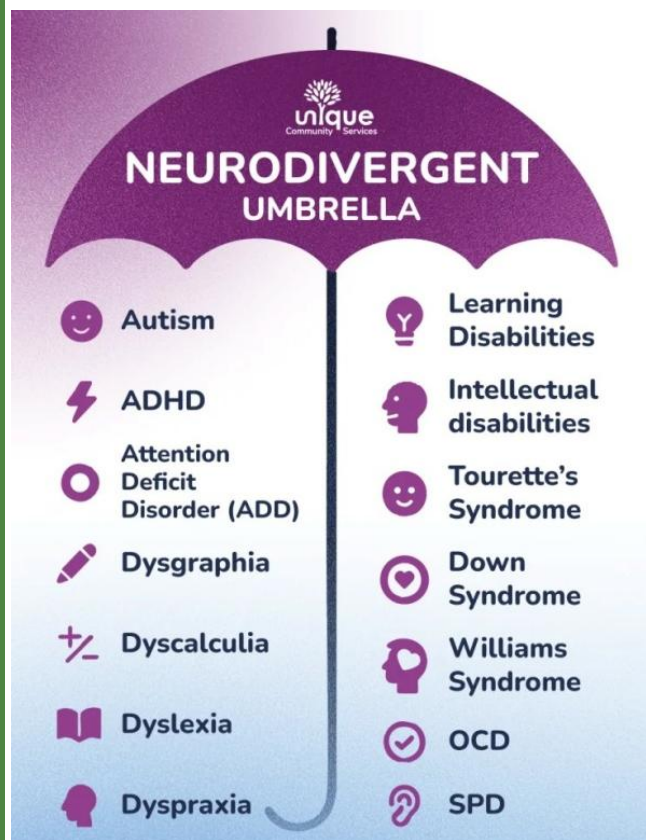 unique
Community Services
NEURODIVERGENT
UMBRELLA
Autism
ADHD
Attention
Deficit
Disorder (ADD)
Dysgraphia
Dyscalculia
Dyslexia
Dyspraxia
Learning
Disabilities
Intellectual
disabilities
Tourette's
Syndrome
Down
Syndrome
Williams
Syndrome
OCD
SPD